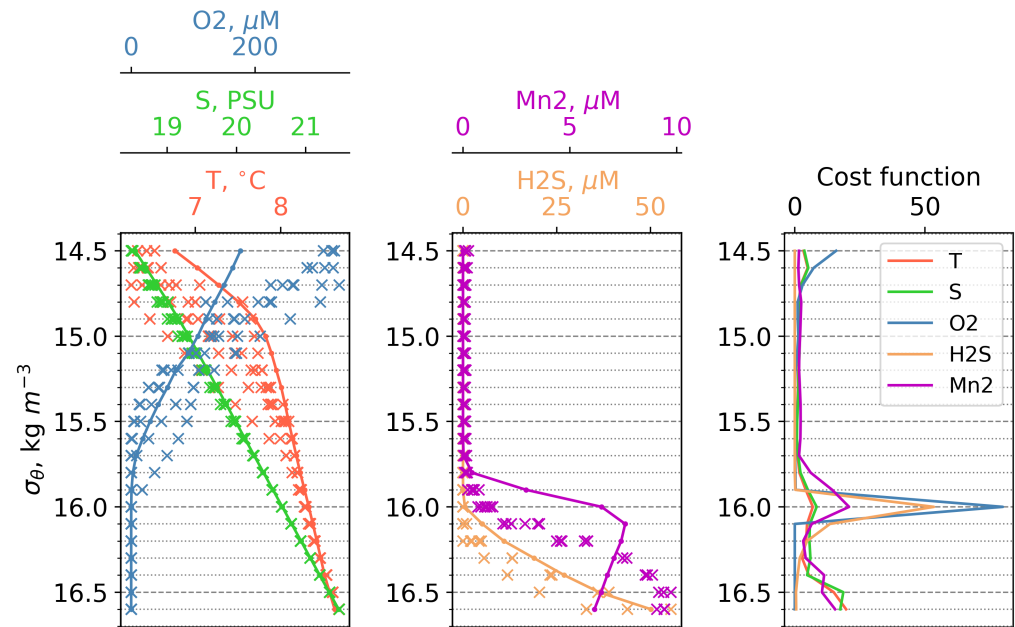 O2, μM
0 200
S, PSU
19 20 21
T, °C
7 8
Mn2, μM
0 5 10
H2S, μM
0 25 50
Cost function
0 50
σθ, kg m⁻³
14.5
15.0
15.5
16.0
16.5
14.5
15.0
15.5
16.0
16.5
14.5
15.0
15.5
16.0
16.5
T
S
O2
H2S
Mn2